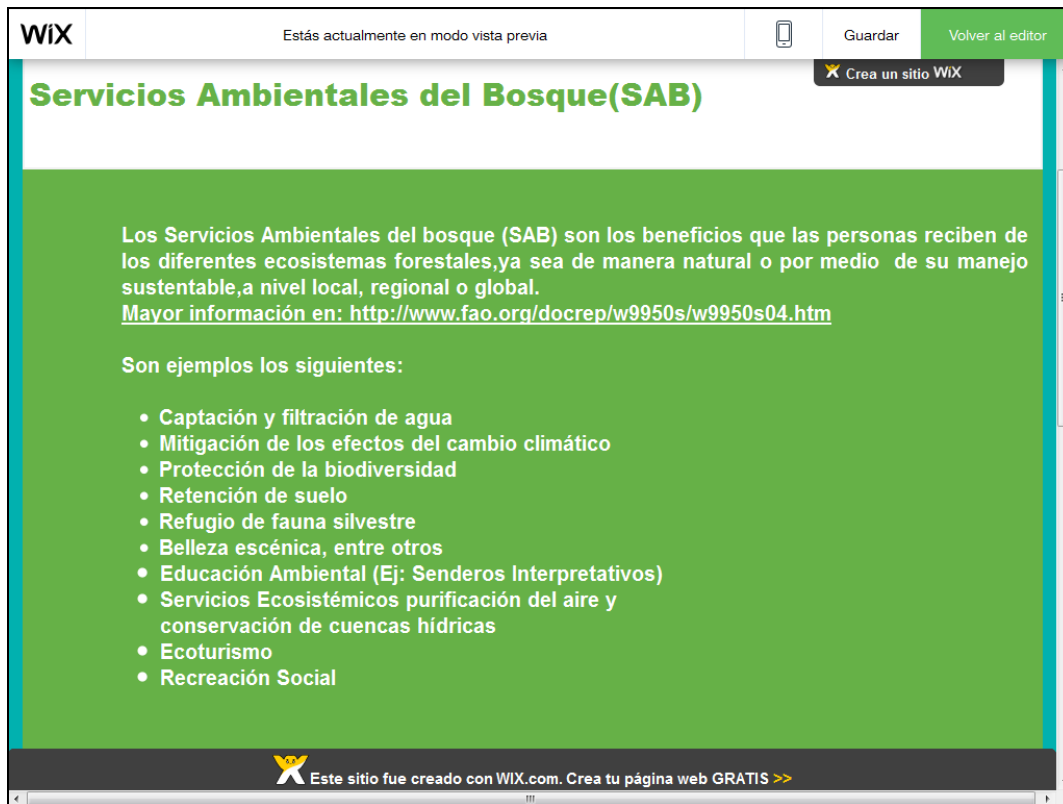 WiX
Estás actualmente en modo vista previa
Guardar
Volver al editor
Crea un sitio WiX
Servicios Ambientales del Bosque(SAB)
Los Servicios Ambientales del bosque (SAB) son los beneficios que las personas reciben de
los diferentes ecosistemas forestales,ya sea de manera natural o por medio de su manejo
sustentable,a nivel local, regional o global.
Mayor información en: http://www.fao.org/docrep/w9950s/w9950s04.htm
Son ejemplos los siguientes:
• Captación y filtración de agua
• Mitigación de los efectos del cambio climático
• Protección de la biodiversidad
• Retención de suelo
• Refugio de fauna silvestre
• Belleza escénica, entre otros
• Educación Ambiental (Ej: Senderos Interpretativos)
• Servicios Ecosistémicos purificación del aire y
conservación de cuencas hídricas
• Ecoturismo
• Recreación Social
Este sitio fue creado con WIX.com. Crea tu página web GRATIS >>